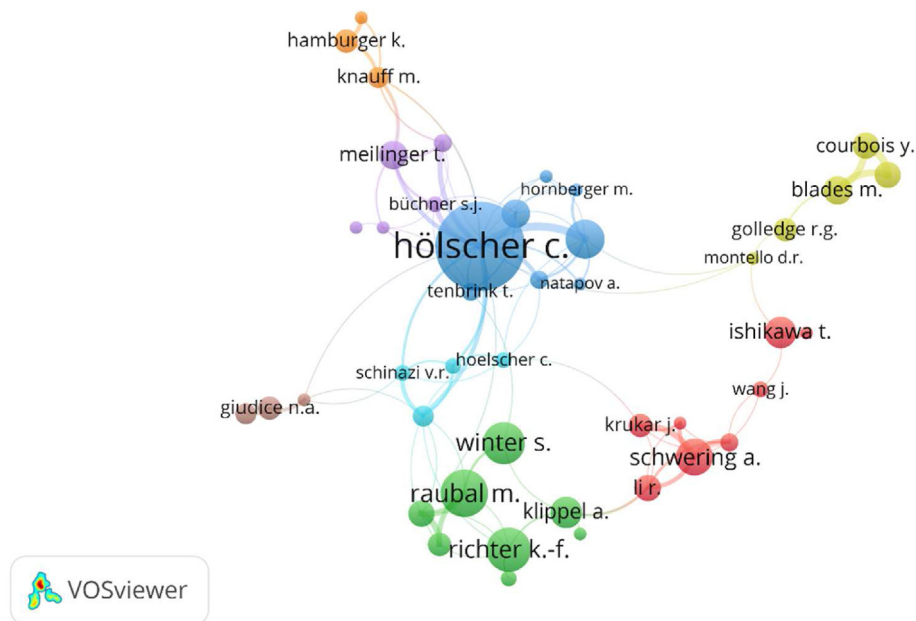 hamburger k.
knauff m.
courbois y.
meilinger t.
hornberger m.
blades m.
büchner s.j.
golledge r.g.
hölscher c.
montello d.r.
tenbrink t.
natapov a.
ishikawa t.
hoelscher c.
schinazi v.r.
wang j.
giudice n.a.
krukar j.
winter s.
schwering a.
li r.
raubal m.
klippel a.
richter k.-f.
VOSviewer